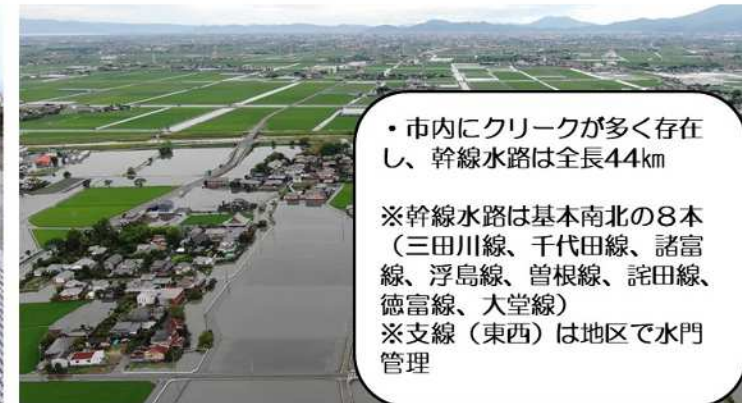 ・市内にクリークが多く存在
し、幹線水路は全長44㎞
※幹線水路は基本南北の８本
（三田川線、千代田線、諸富
線、浮島線、曽根線、詫田線、
徳富線、大堂線）
※支線（東西）は地区で水門
管理